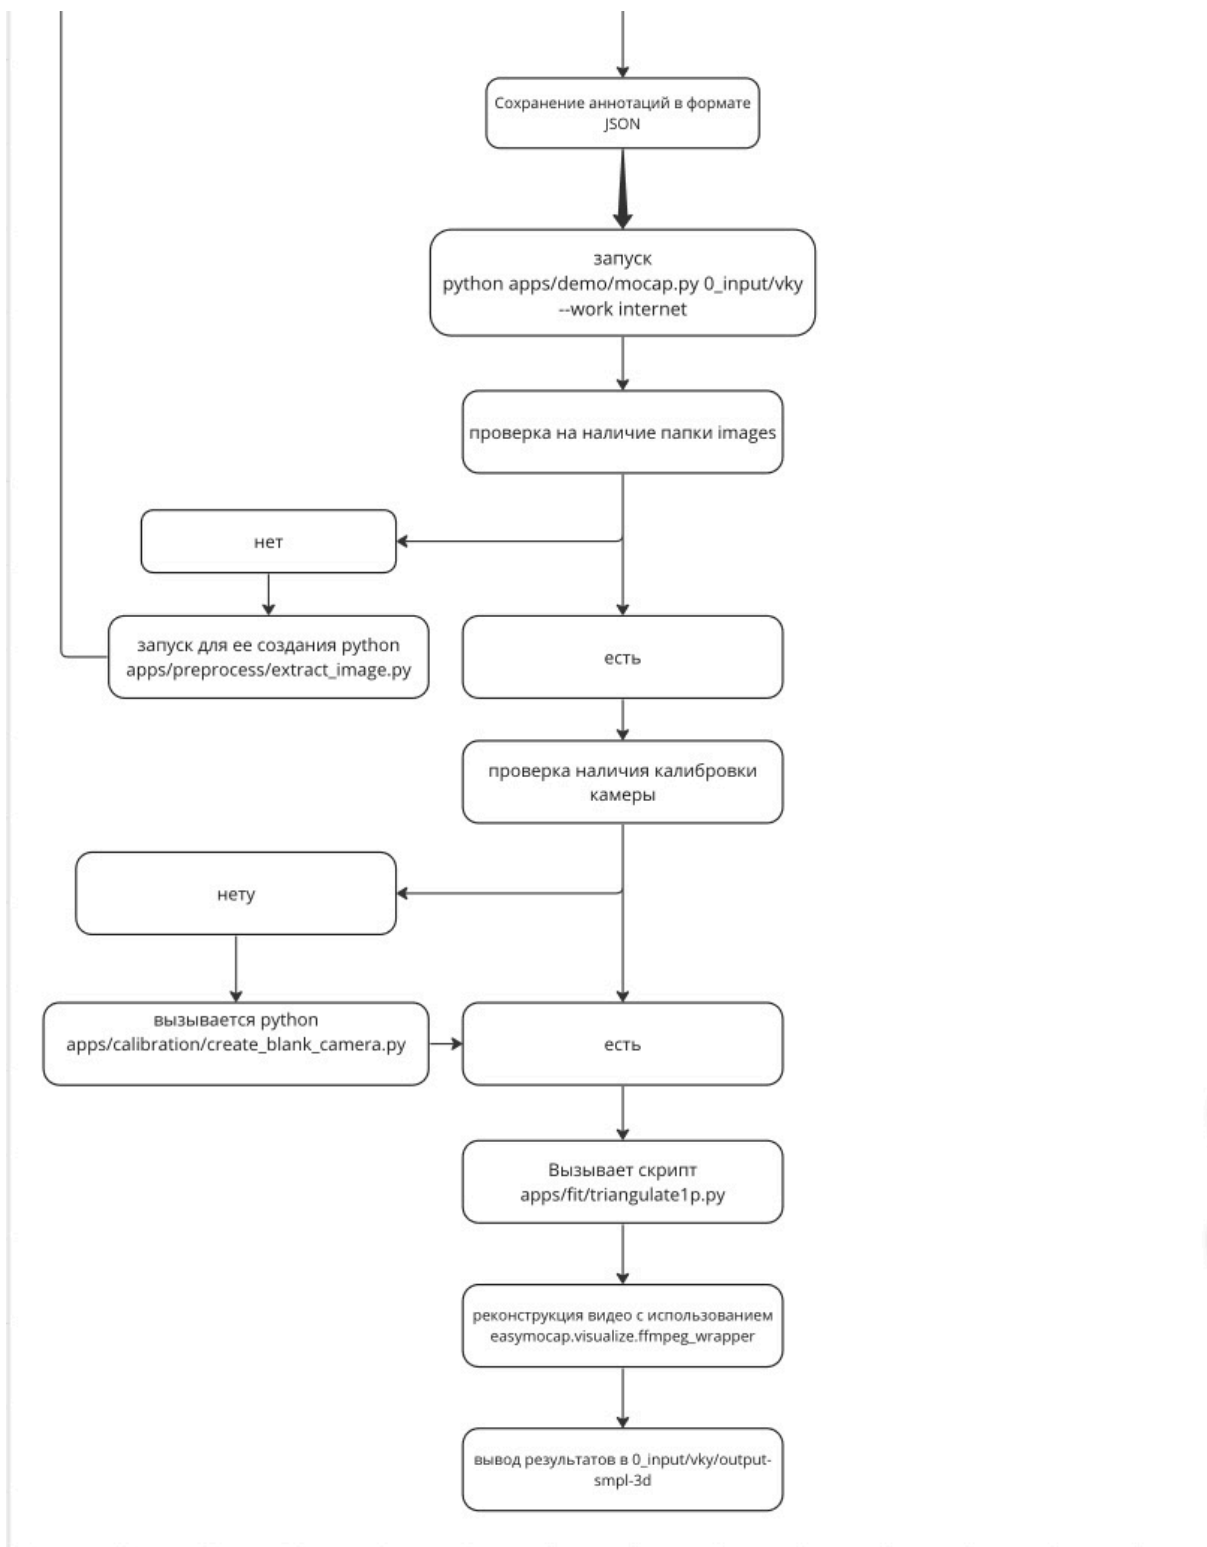 Сохранение аннотаций в формате
JSON
запуск
python apps/demo/mocap.py 0_input/vky
--work internet
проверка на наличие папки images
нет
запуск для ее создания python
apps/preprocess/extract_image.py
есть
проверка наличия калибровки
камеры
нету
вызывается python
apps/calibration/create_blank_camera.py
есть
Вызывает скрипт
apps/fit/triangulate1p.py
реконструкция видео с использованием
easymocap.visualize.ffmpeg_wrapper
вывод результатов в 0_input/vky/output-
smpl-3d